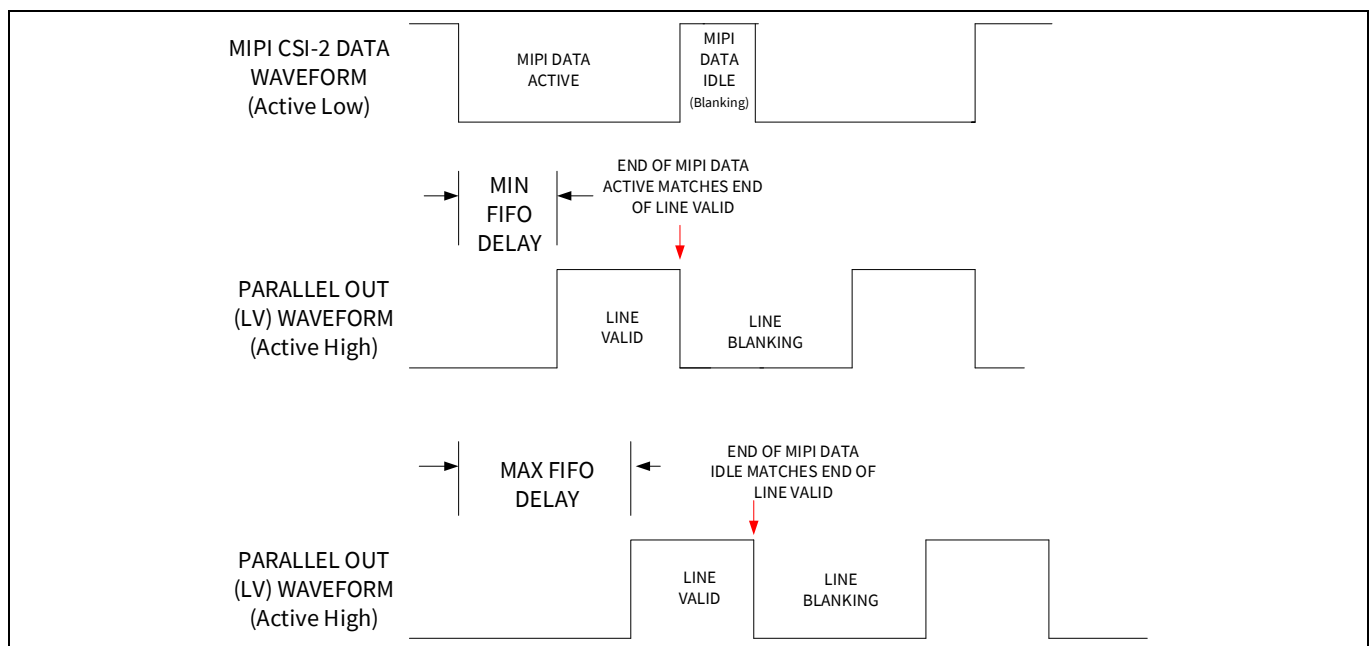 MIPI CSI-2 DATA
WAVEFORM
(Active Low)
MIPI DATA
ACTIVE
MIPI
DATA
IDLE
(Blanking)
MIN
FIFO
DELAY
END OF MIPI DATA
ACTIVE MATCHES END
OF LINE VALID
PARALLEL OUT
(LV) WAVEFORM
(Active High)
LINE
VALID
LINE
BLANKING
MAX FIFO
DELAY
END OF MIPI DATA
IDLE MATCHES END OF
LINE VALID
PARALLEL OUT
(LV) WAVEFORM
(Active High)
LINE
VALID
LINE
BLANKING